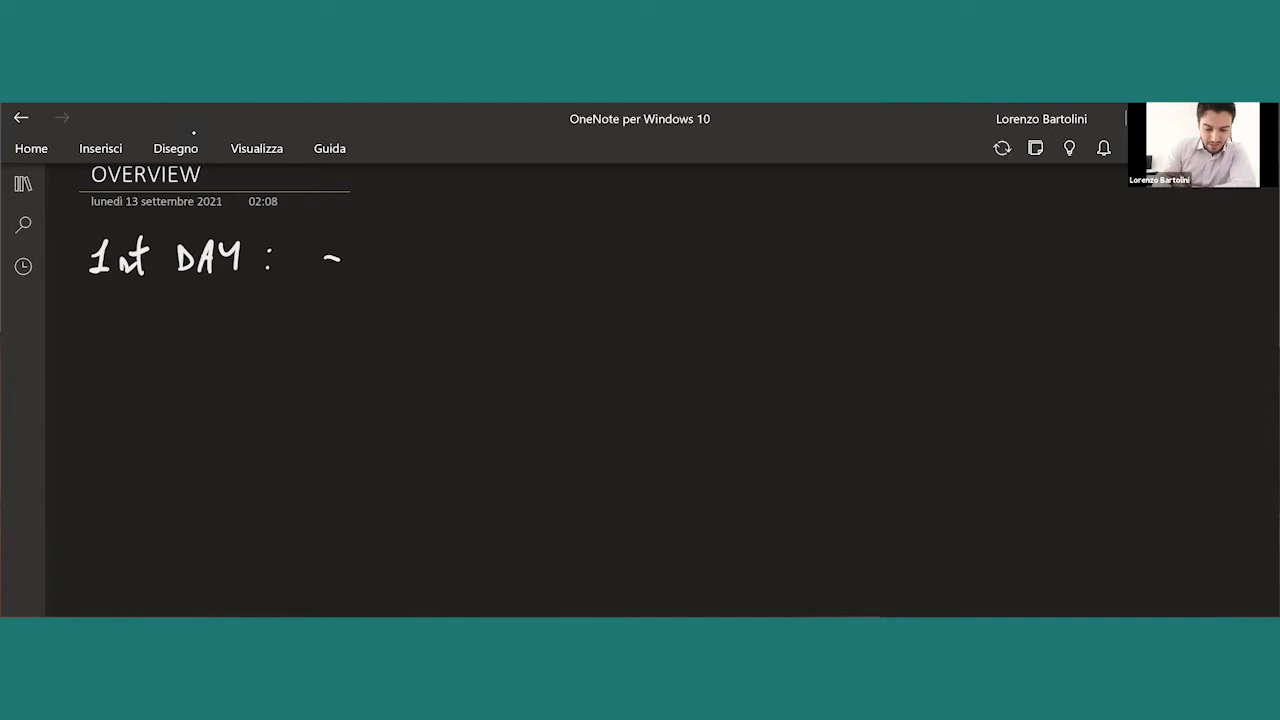 OneNote per Windows 10
Lorenzo Bartolini
Home Inserisci Disegno Visualizza Guida
Lorenzo Bartolini
OVERVIEW
lunedì 13 settembre 2021 02:08
1st DAY : -